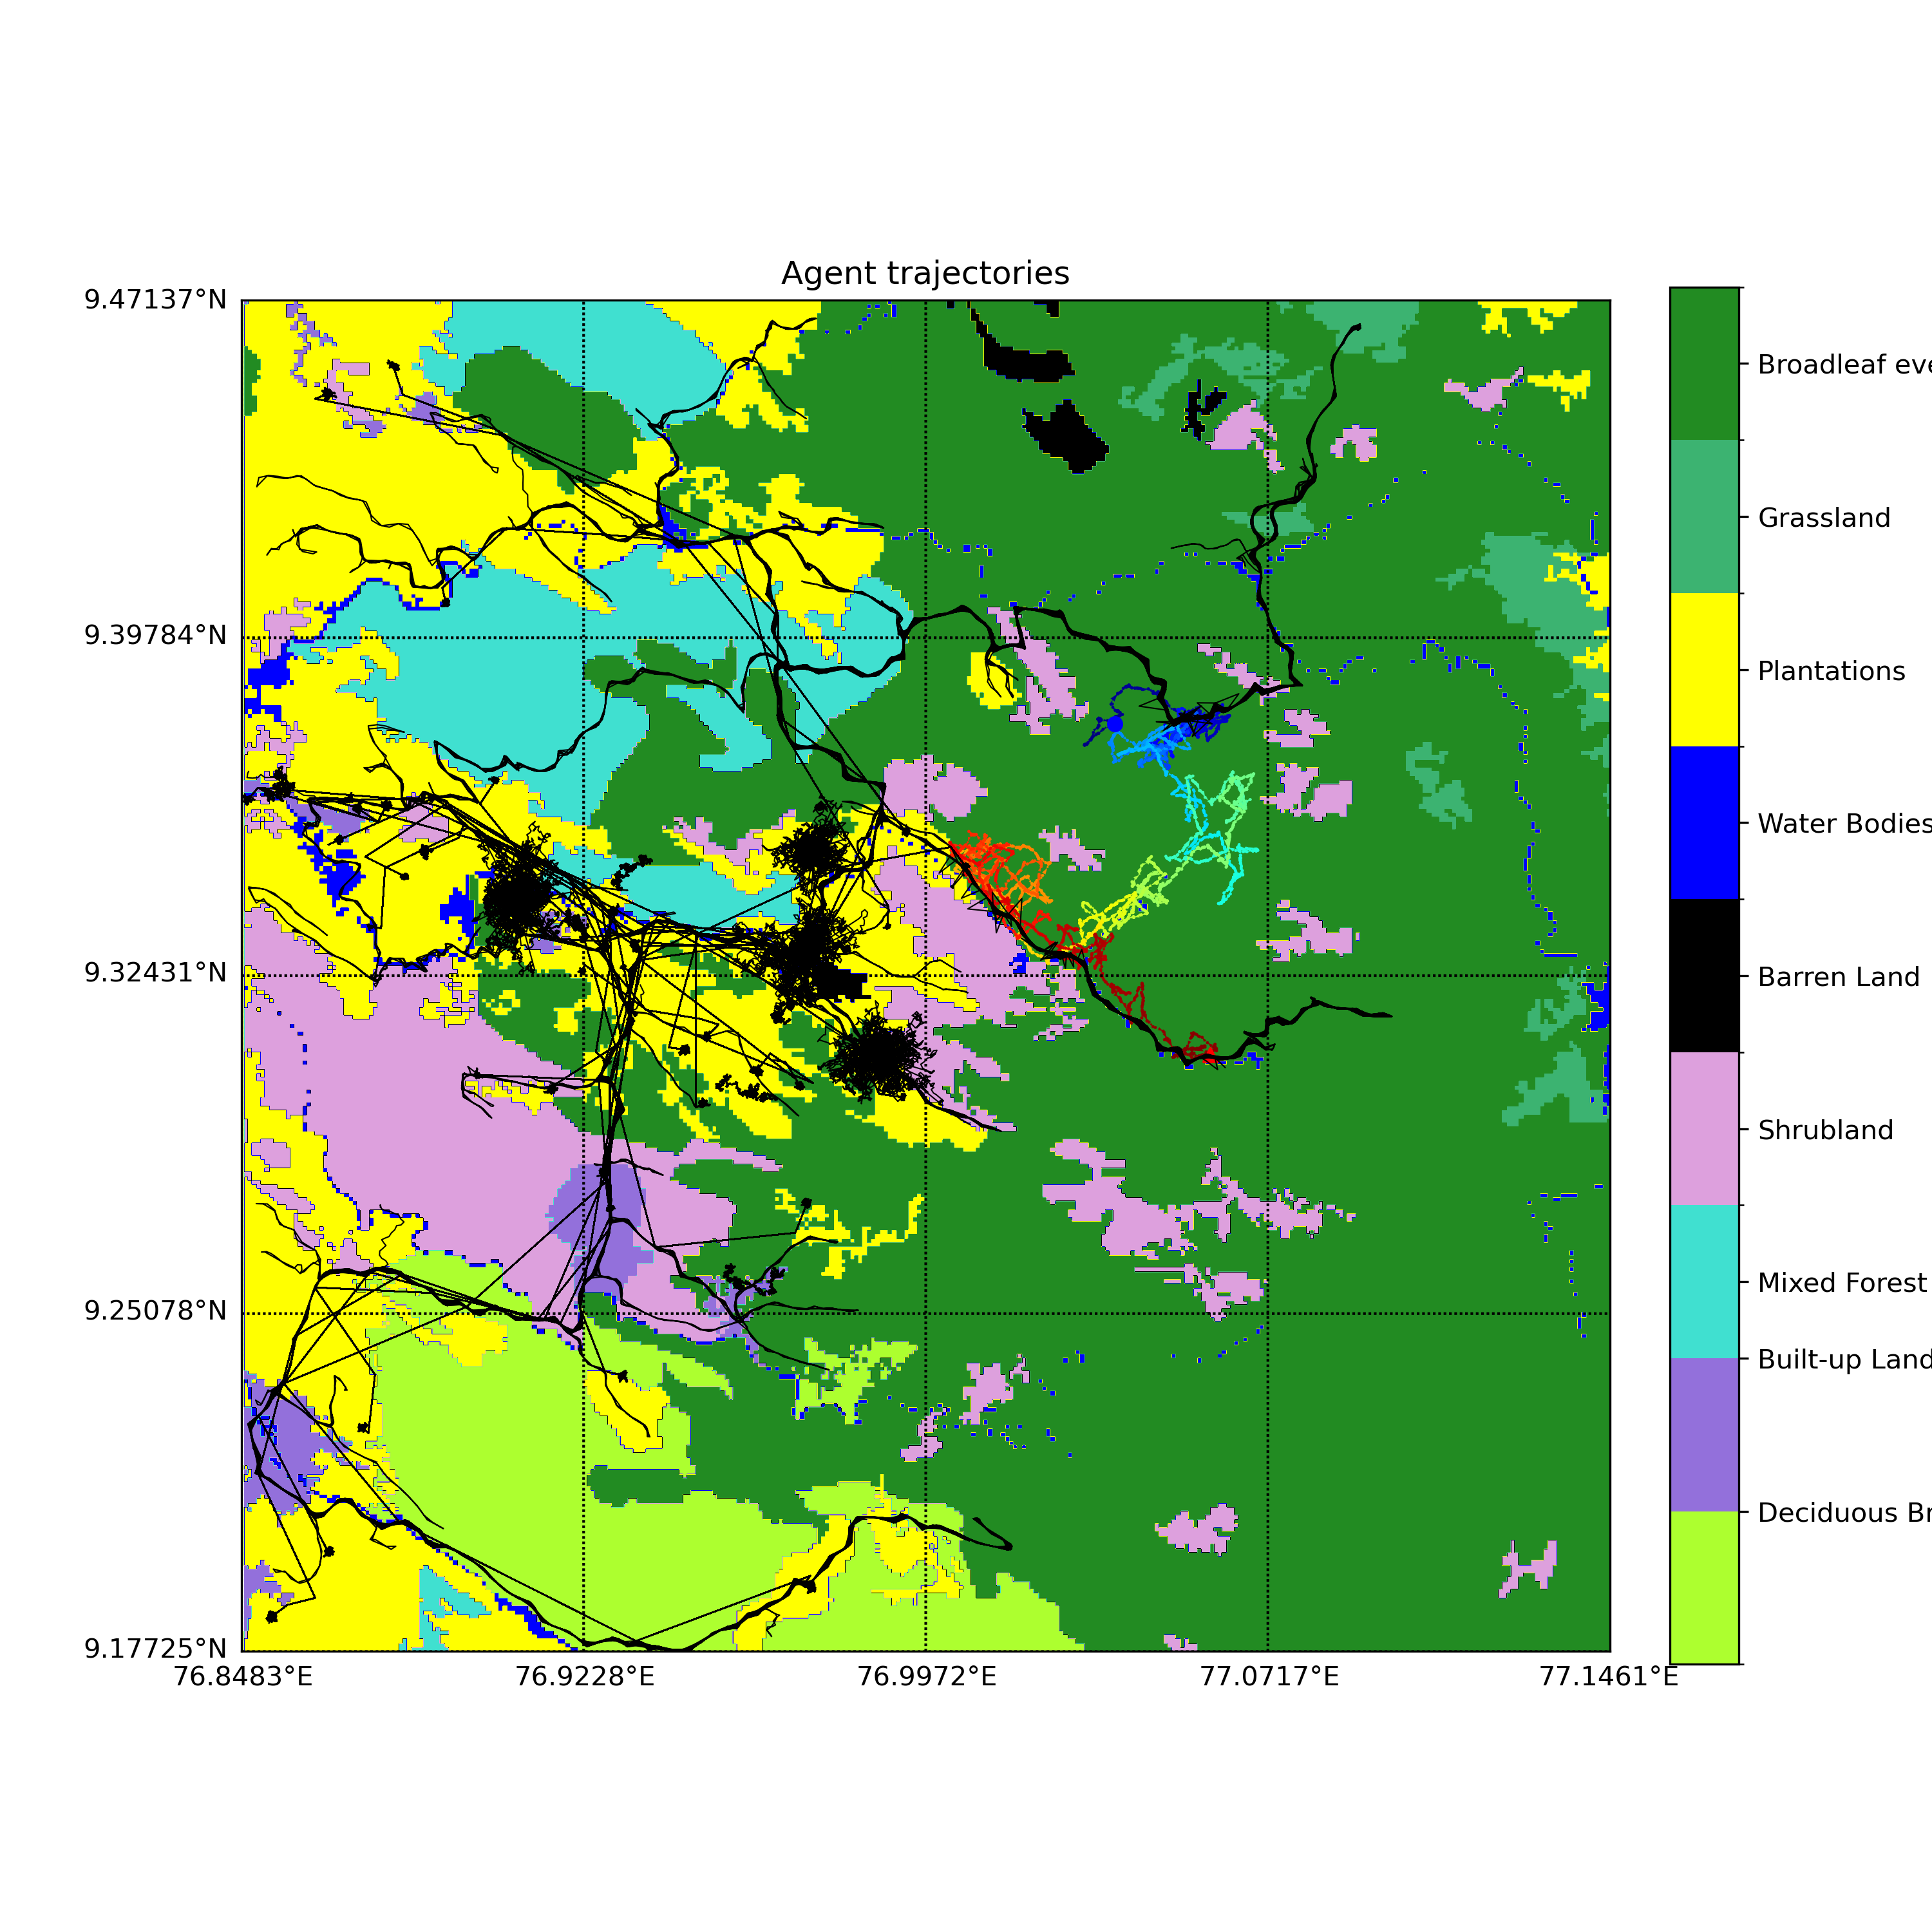 Agent trajectories
9.47137°N
9.39784°N
9.32431°N
9.25078°N
9.17725°N
76.8483°E
76.9228°E
76.9972°E
77.0717°E
77.1461°E
Broadleaf eve
Grassland
Plantations
Water Bodies
Barren Land
Shrubland
Mixed Forest
Built-up Land
Deciduous Br